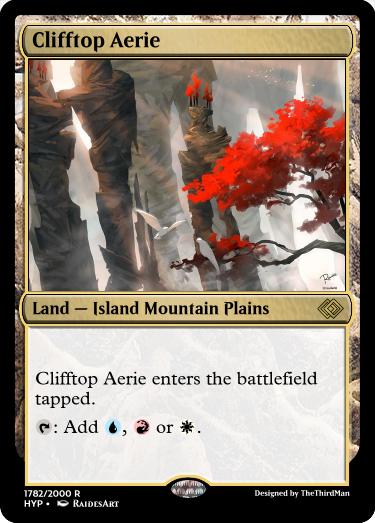 Clifftop Aerie
Land — Island Mountain Plains
Clifftop Aerie enters the battlefield
tapped.
: Add , or .
1782/2000 R
HYP • RaidesArt
Designed by TheThirdMan